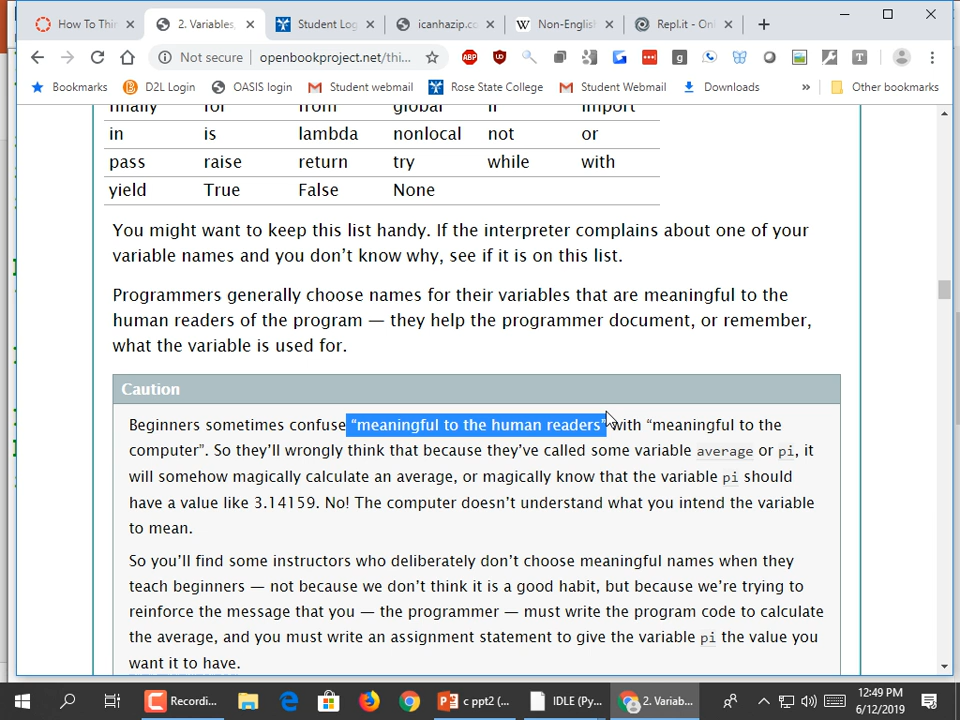 How To Thi
2. Variables,
Student Log
icanhazip.co
Non-English
Repl.it - Onl
Not secure
openbookproject.net/thi...
Bookmarks
D2L Login
OASIS login
Student webmail
Rose State College
Student Webmail
Downloads
»
Other bookmarks
finally for from global if import
in is lambda nonlocal not or
pass raise return try while with
yield True False None
You might want to keep this list handy. If the interpreter complains about one of your
variable names and you don’t know why, see if it is on this list.
Programmers generally choose names for their variables that are meaningful to the
human readers of the program — they help the programmer document, or remember,
what the variable is used for.
Caution
Beginners sometimes confuse “meaningful to the human readers” with “meaningful to the
computer”. So they’ll wrongly think that because they’ve called some variable average or pi, it
will somehow magically calculate an average, or magically know that the variable pi should
have a value like 3.14159. No! The computer doesn’t understand what you intend the variable
to mean.
So you’ll find some instructors who deliberately don’t choose meaningful names when they
teach beginners — not because we don’t think it is a good habit, but because we’re trying to
reinforce the message that you — the programmer — must write the program code to calculate
the average, and you must write an assignment statement to give the variable pi the value you
want it to have.
Recordi...
c ppt2 (...
IDLE (Py...
2. Variab...
12:49 PM
6/12/2019